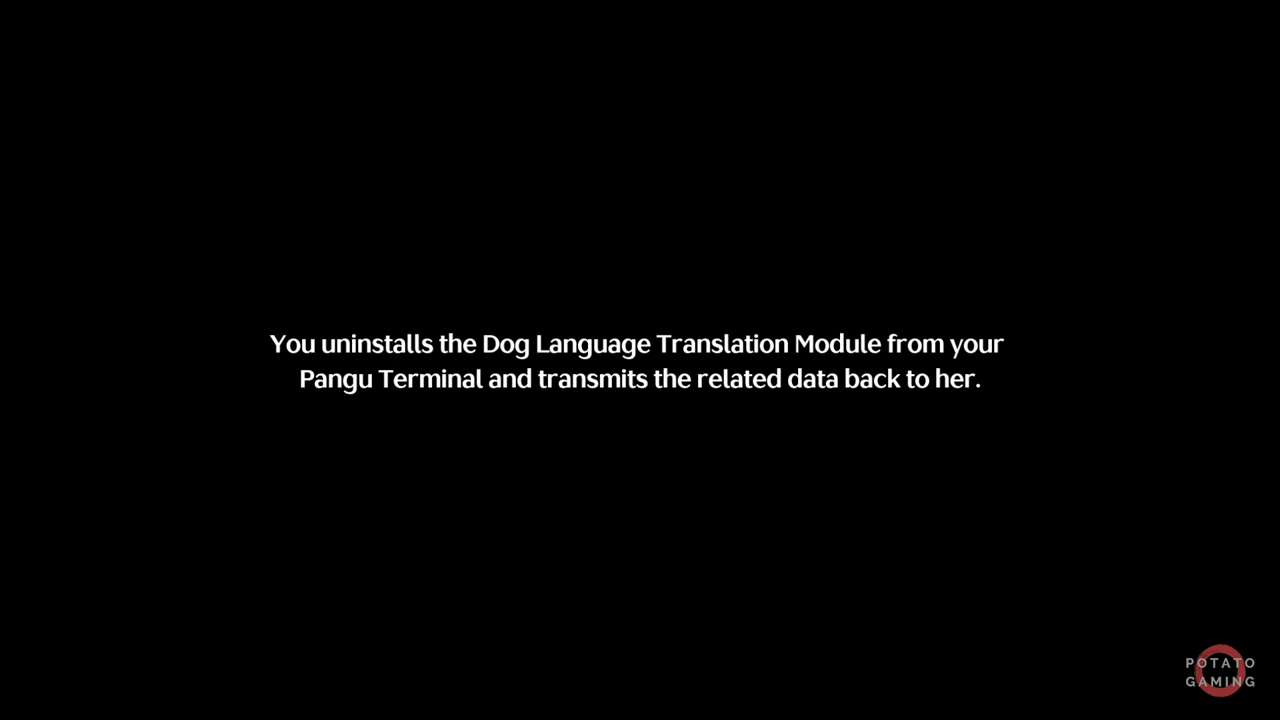 You uninstalls the Dog Language Translation Module from your
Pangu Terminal and transmits the related data back to her.
POTATO
GAMING